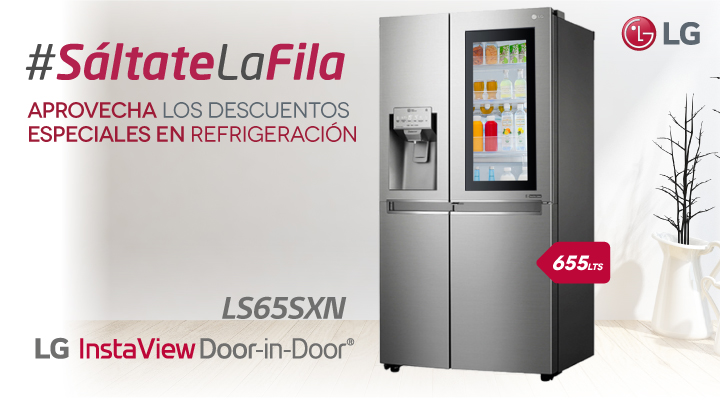 #SáltateLaFila
APROVECHA LOS DESCUENTOS
ESPECIALES EN REFRIGERACIÓN
LG
655LTS
LS65SXN
LG InstaView Door-in-Door®